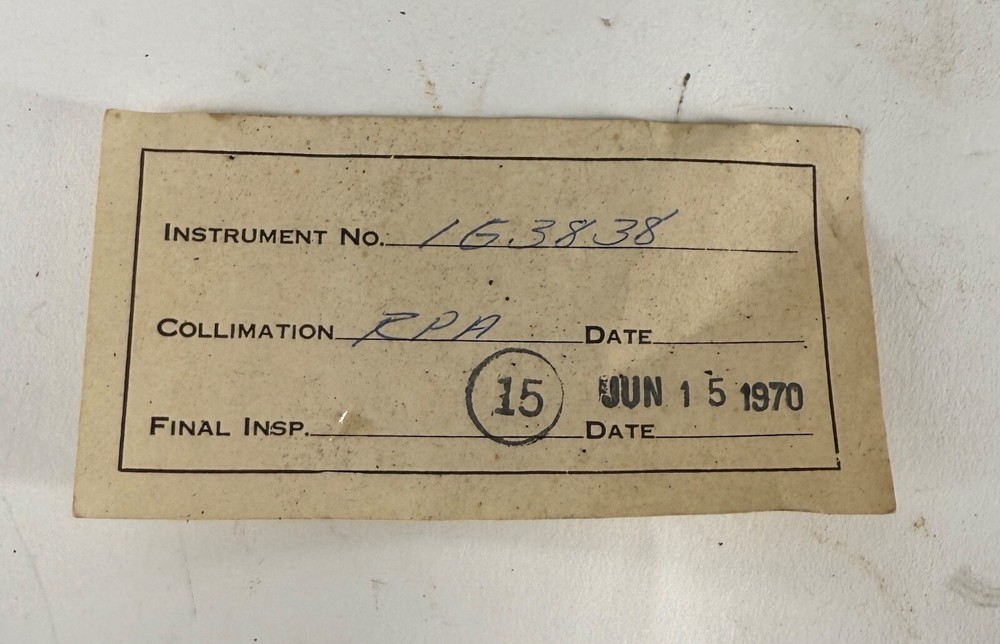 INSTRUMENT NO. 1G3838
COLLIMATION RPA DATE
15 JUN 15 1970
FINAL INSP. DATE